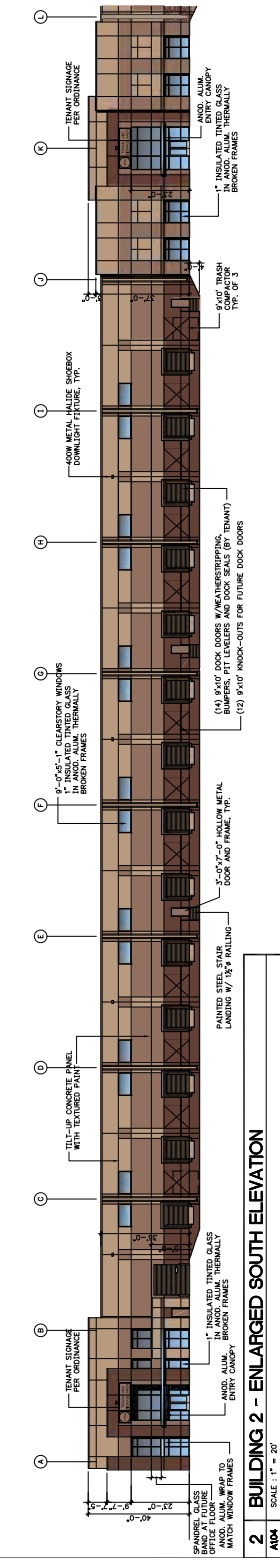 A
B
C
D
E
F
G
H
I
J
K
L
TENANT SIGNAGE
PER ORDINANCE
TILT-UP CONCRETE PANEL
WITH TEXTURED PAINT
9'-0"x5'-1" CLEARSTORY WINDOWS
1" INSULATED TINTED GLASS
IN ANOD. ALUM. THERMALLY
BROKEN FRAMES
400W METAL HALIDE SHOEBOX
DOWNLIGHT FIXTURE, TYP.
TENANT SIGNAGE
PER ORDINANCE
40'-0"
23'-0"
35'-0"
37'-0"
23'-0"
SPANDREL GLASS
BAND AT FUTURE
OFFICE FLOOR
ANOD. ALUM. WRAP TO
MATCH WINDOW FRAMES
ANOD. ALUM.
ENTRY CANOPY
1" INSULATED TINTED GLASS
IN ANOD. ALUM. THERMALLY
BROKEN FRAMES
PAINTED STEEL STAIR
LANDING W/ 1½"ø RAILING
3'-0"x7'-0" HOLLOW METAL
DOOR AND FRAME, TYP.
(14) 9'x10' DOCK DOORS W/WEATHERSTRIPPING,
BUMPERS, PIT LEVELERS AND DOCK SEALS (BY TENANT)
(12) 9'x10' KNOCK-OUTS FOR FUTURE DOCK DOORS
9'x10' TRASH
COMPACTOR
TYP. OF 3
1" INSULATED TINTED GLASS
IN ANOD. ALUM. THERMALLY
BROKEN FRAMES
ANOD. ALUM.
ENTRY CANOPY
2 BUILDING 2 - ENLARGED SOUTH ELEVATION
A1.04 SCALE : 1" = 20'